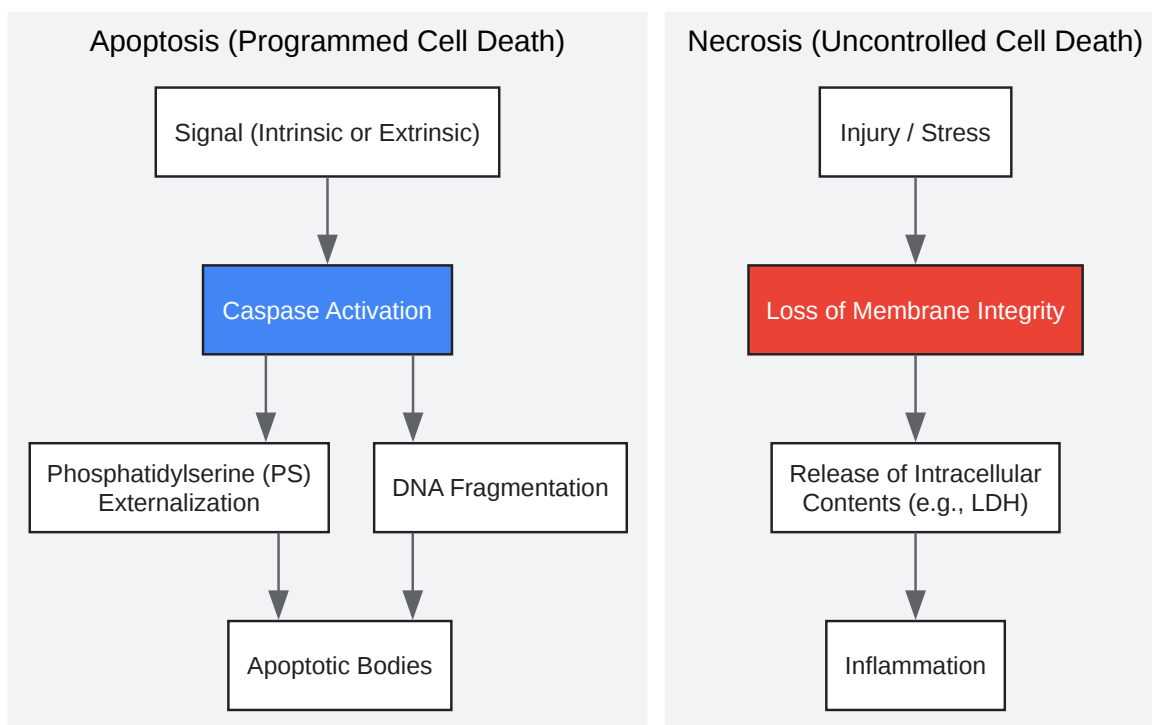 Apoptosis (Programmed Cell Death)
Signal (Intrinsic or Extrinsic)
Caspase Activation
Phosphatidylserine (PS)
Externalization
DNA Fragmentation
Apoptotic Bodies
Necrosis (Uncontrolled Cell Death)
Injury / Stress
Loss of Membrane Integrity
Release of Intracellular
Contents (e.g., LDH)
Inflammation